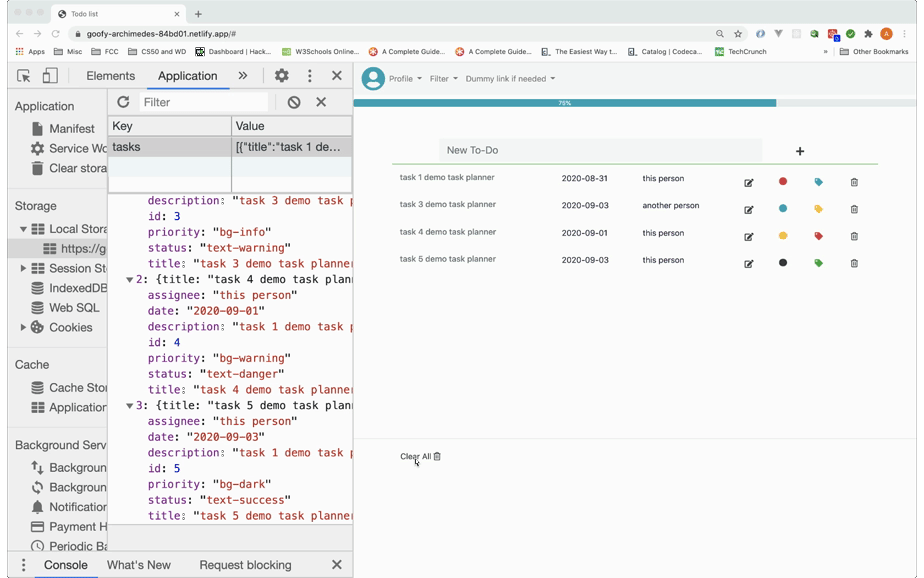 Todo list
goofy-archimedes-84bd01.netlify.app/#
Apps Misc FCC CS50 and WD Dashboard | Hack... W3Schools Online... A Complete Guide... A Complete Guide... The Easiest Way t... Catalog | Codeca... TechCrunch » Other Bookmarks
Elements Application »
Application
Manifest
Service Wo
Clear stora
Storage
Local Stora
https://g
Session St
IndexedDB
Web SQL
Cookies
Cache
Cache Stor
Application
Background Serv
Backgroun
Backgroun
Notification
Payment H
Periodic Ba
Filter
Key Value
tasks [{"title":"task 1 de...
description: "task 3 demo task p
id: 3
priority: "bg-info"
status: "text-warning"
title: "task 3 demo task planner
2: {title: "task 4 demo task plan
assignee: "this person"
date: "2020-09-01"
description: "task 1 demo task p
id: 4
priority: "bg-warning"
status: "text-danger"
title: "task 4 demo task planner
3: {title: "task 5 demo task plan
assignee: "this person"
date: "2020-09-03"
description: "task 1 demo task p
id: 5
priority: "bg-dark"
status: "text-success"
title: "task 5 demo task planner
Console What's New Request blocking
Profile Filter Dummy link if needed
75%
New To-Do
task 1 demo task planner 2020-08-31 this person
task 3 demo task planner 2020-09-03 another person
task 4 demo task planner 2020-09-01 this person
task 5 demo task planner 2020-09-03 this person
Clear All